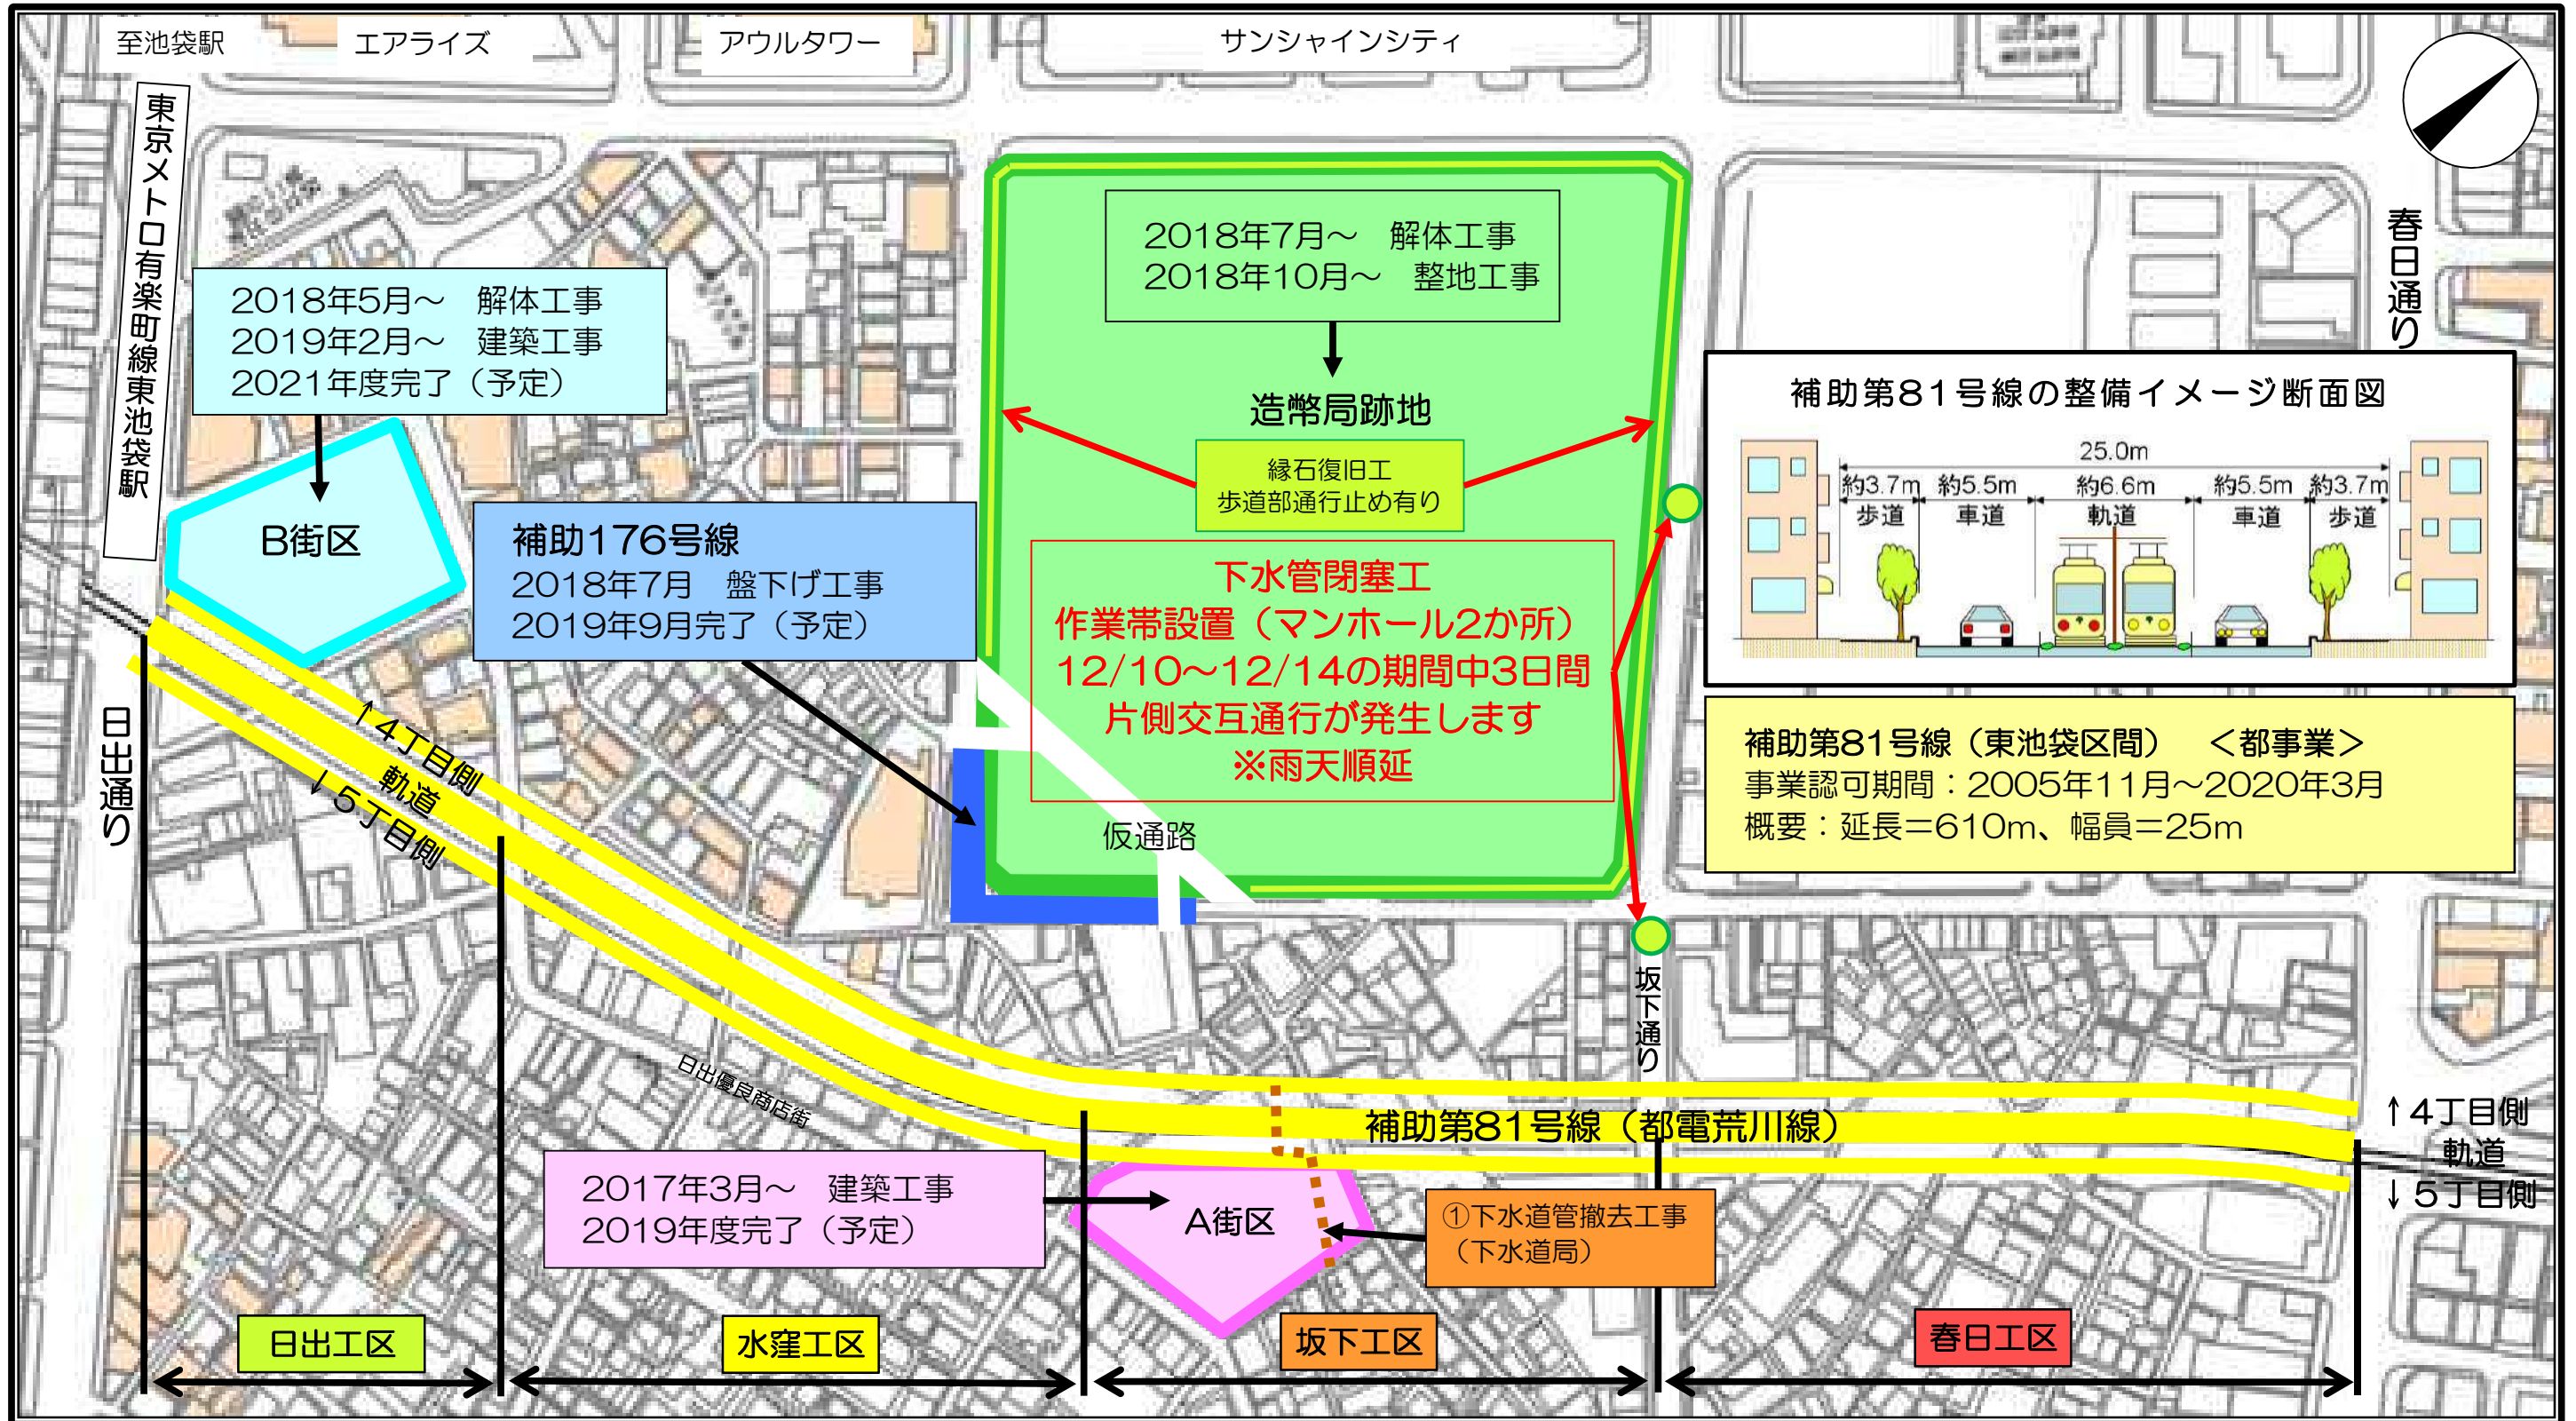 至池袋駅
エアライズ
アウルタワー
サンシャインシティ
東京メトロ有楽町線東池袋駅
春日通り
2018年5月～　解体工事
2019年2月～　建築工事
2021年度完了（予定）
B街区
2018年7月～　解体工事
2018年10月～　整地工事
造幣局跡地
縁石復旧工
歩道部通行止め有り
補助176号線
2018年7月　盤下げ工事
2019年9月完了（予定）
下水管閉塞工
作業帯設置（マンホール2か所）
12/10～12/14の期間中3日間
片側交互通行が発生します
※雨天順延
仮通路
補助第81号線の整備イメージ断面図
25.0m
約3.7m 約5.5m 約6.6m 約5.5m 約3.7m
歩道 車道 軌道 車道 歩道
補助第81号線（東池袋区間）　＜都事業＞
事業認可期間：2005年11月～2020年3月
概要：延長＝610m、幅員＝25m
日出通り
↑4丁目側
軌道
↓5丁目側
日出優良商店街
坂下通り
補助第81号線（都電荒川線）
↑4丁目側
軌道
↓5丁目側
2017年3月～　建築工事
2019年度完了（予定）
A街区
①下水道管撤去工事
（下水道局）
日出工区
水窪工区
坂下工区
春日工区